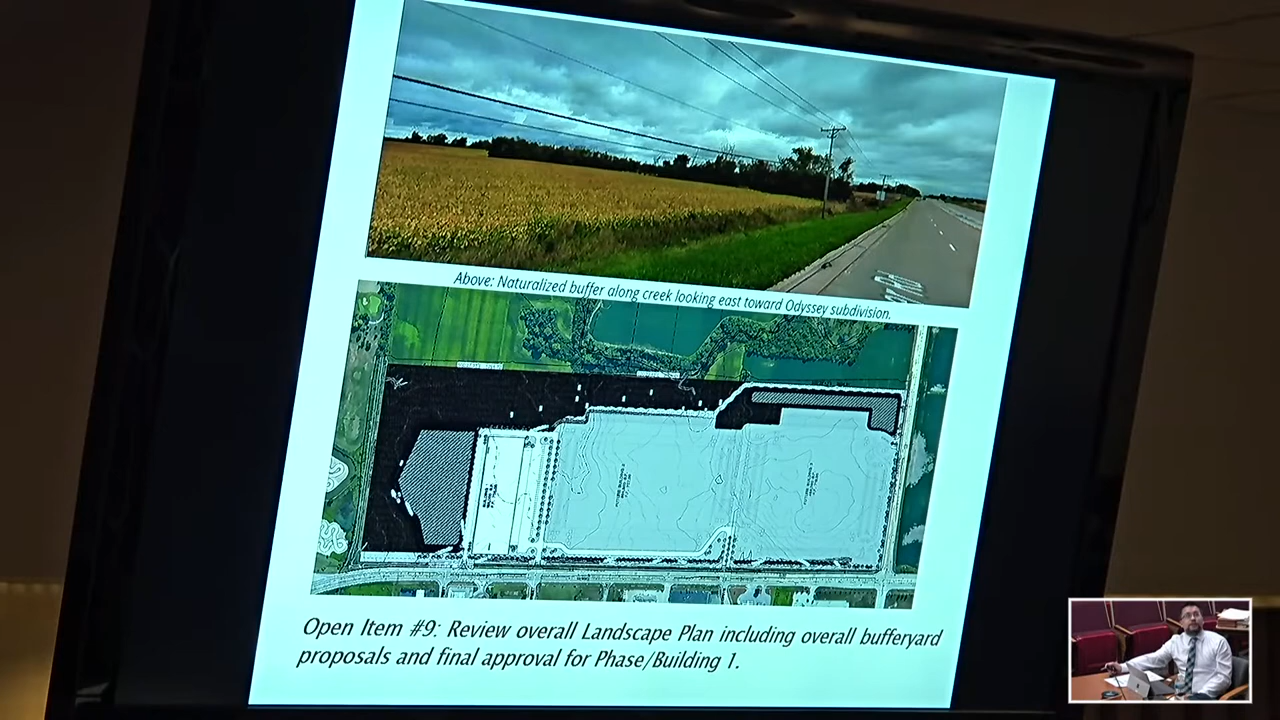 Above: Naturalized buffer along creek looking east toward Odyssey subdivision.
Open Item #9: Review overall Landscape Plan including overall bufferyard
proposals and final approval for Phase/Building 1.